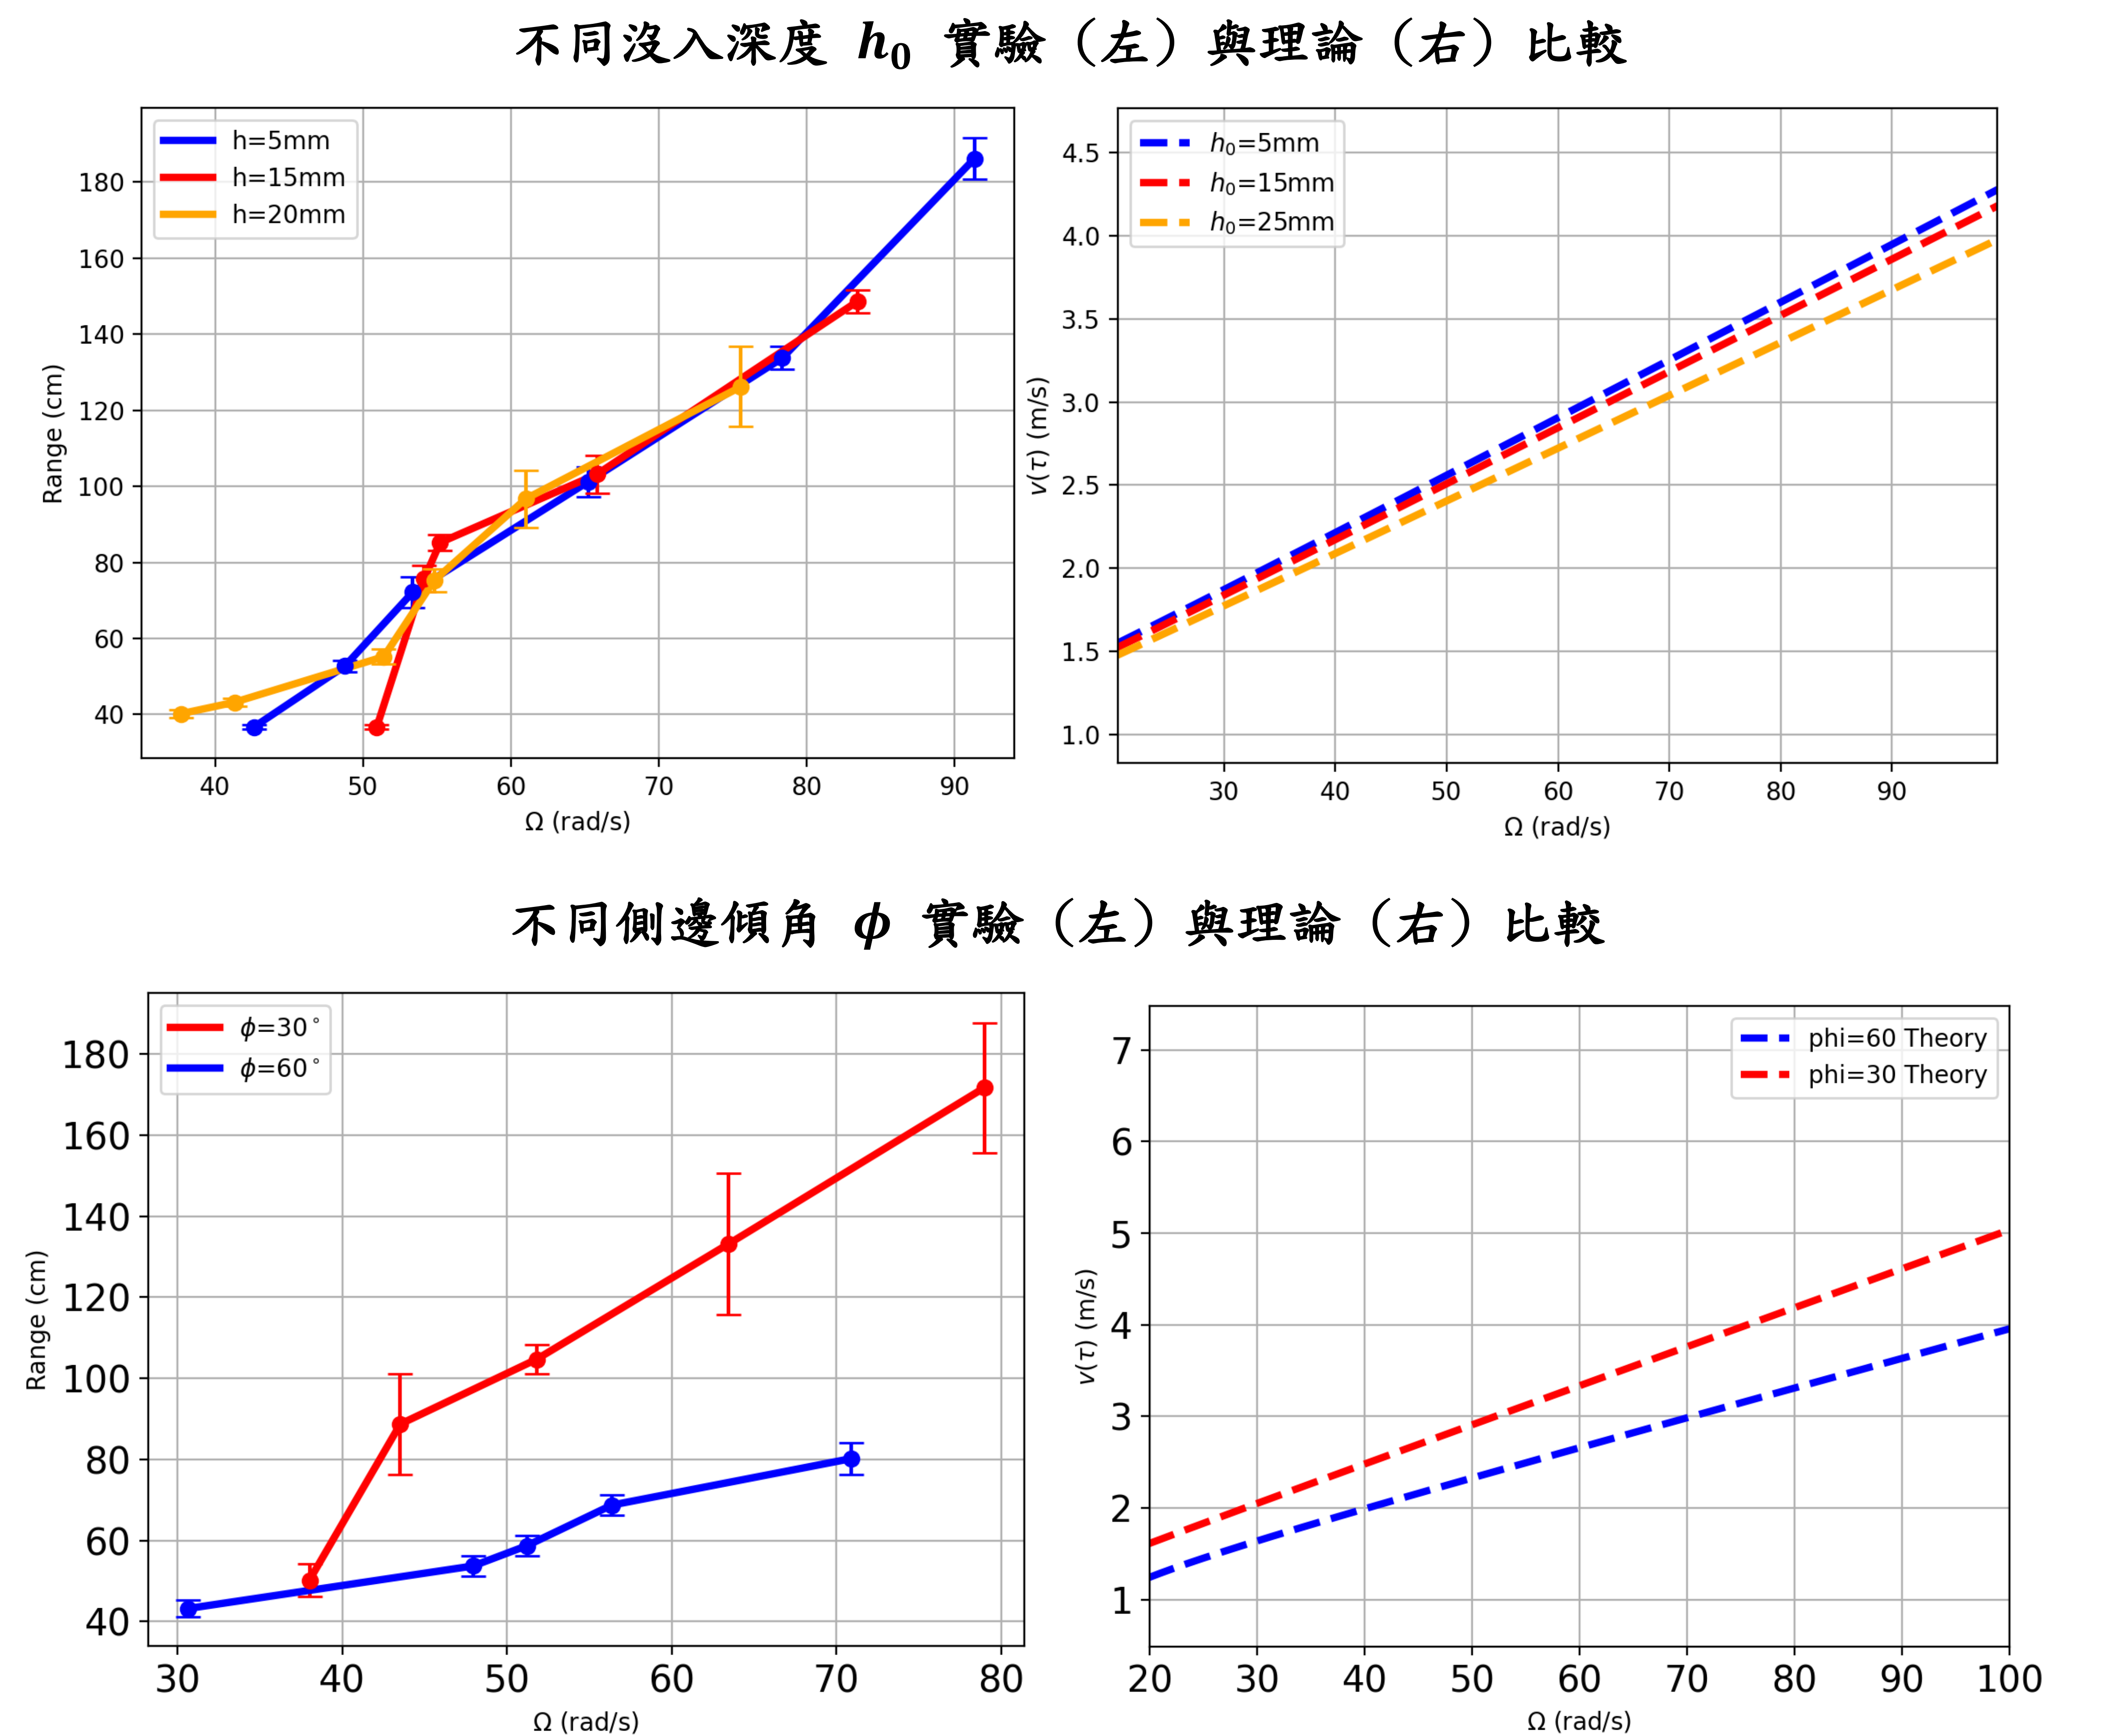 不同沒入深度 h₀ 實驗（左）與理論（右）比較
h=5mm
h=15mm
h=20mm
180
160
140
120
100
80
60
40
Range (cm)
40 50 60 70 80 90
Ω (rad/s)
h₀=5mm
h₀=15mm
h₀=25mm
4.5
4.0
3.5
3.0
2.5
2.0
1.5
1.0
v(τ) (m/s)
30 40 50 60 70 80 90
Ω (rad/s)
不同側邊傾角 ϕ 實驗（左）與理論（右）比較
ϕ=30°
ϕ=60°
180
160
140
120
100
80
60
40
Range (cm)
30 40 50 60 70 80
Ω (rad/s)
phi=60 Theory
phi=30 Theory
7
6
5
4
3
2
1
v(τ) (m/s)
20 30 40 50 60 70 80 90 100
Ω (rad/s)